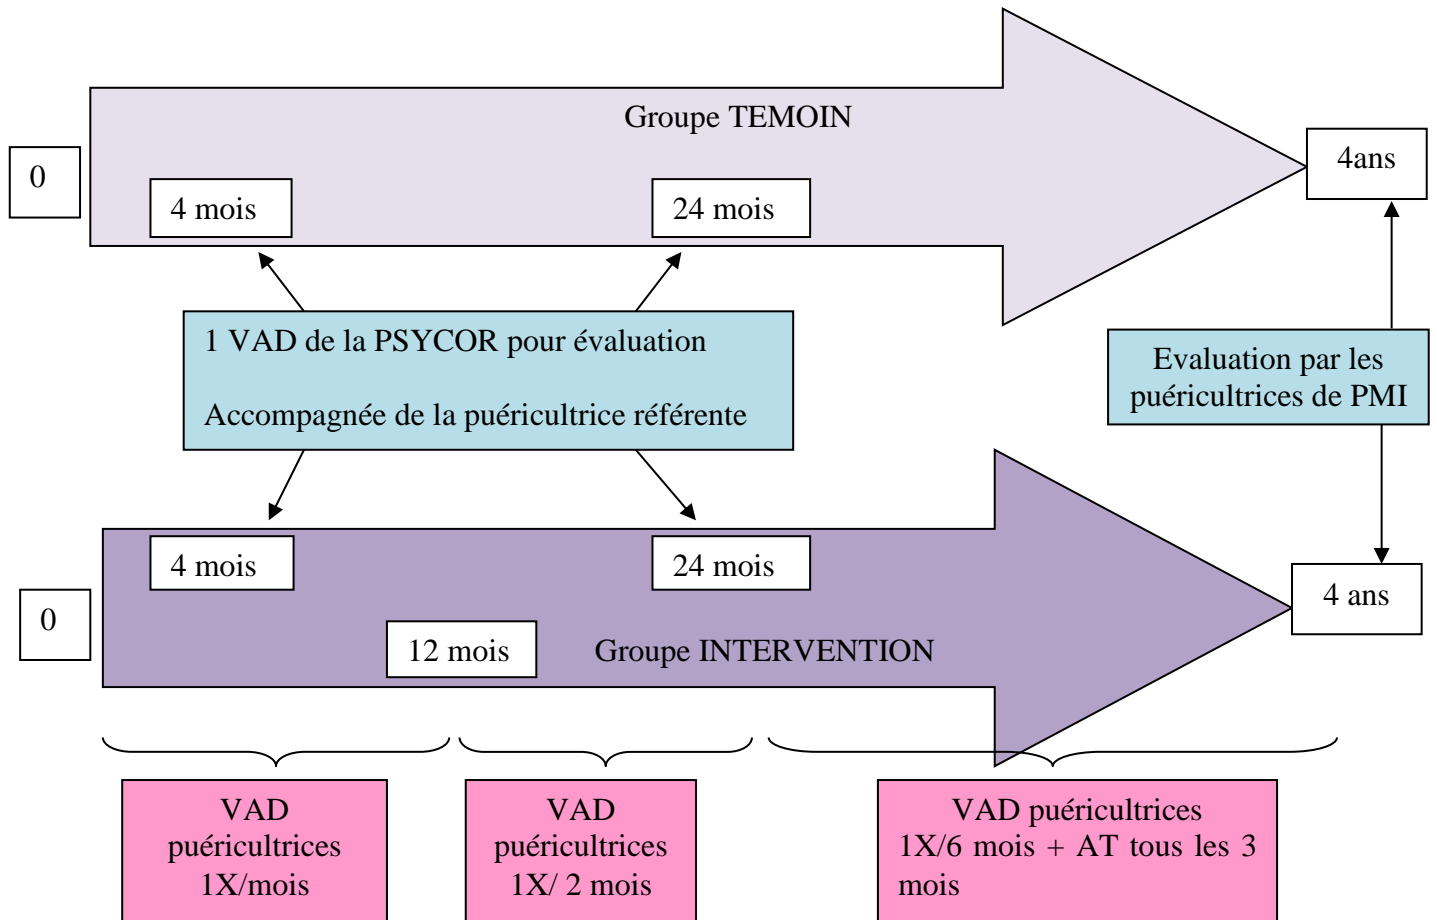 Groupe TEMOIN
0
4ans
4 mois
24 mois
1 VAD de la PSYCOR pour évaluation
Accompagnée de la puéricultrice référente
Evaluation par les
puéricultrices de PMI
4 mois
24 mois
0
4 ans
12 mois
Groupe INTERVENTION
VAD
puéricultrices
1X/mois
VAD
puéricultrices
1X/ 2 mois
VAD puéricultrices
1X/6 mois + AT tous les 3
mois